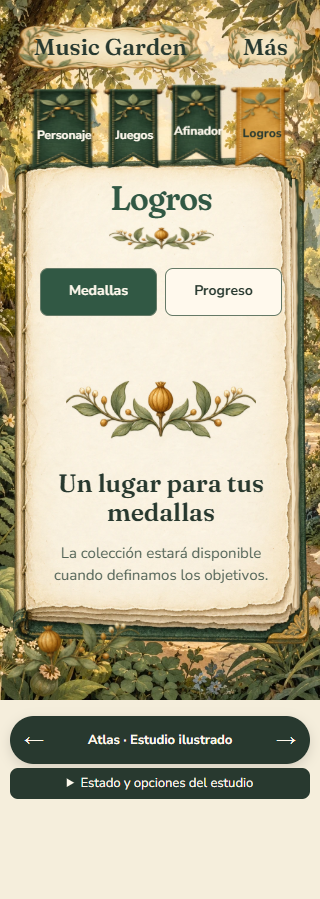 Music Garden
Más
Personaje
Juegos
Afinador
Logros
Logros
Medallas
Progreso
Un lugar para tus
medallas
La colección estará disponible
cuando definamos los objetivos.
← Atlas · Estudio ilustrado →
▶ Estado y opciones del estudio